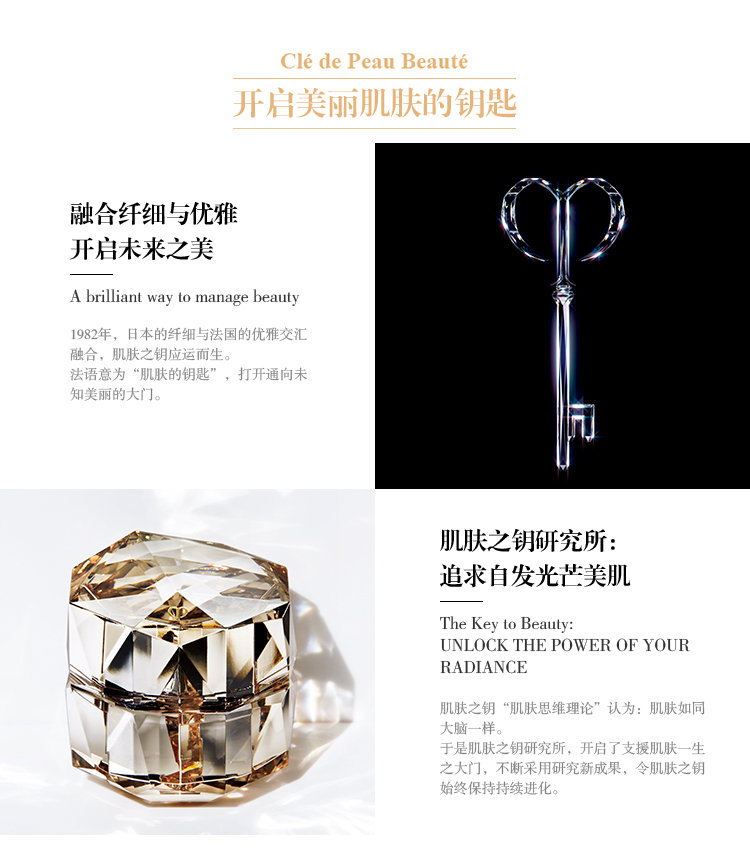 Clé de Peau Beauté
开启美丽肌肤的钥匙
融合纤细与优雅
开启未来之美
A brilliant way to manage beauty
1982年，日本的纤细与法国的优雅交汇
融合，肌肤之钥应运而生。
法语意为“肌肤的钥匙”，打开通向未
知美丽的大门。
肌肤之钥研究所：
追求自发光芒美肌
The Key to Beauty:
UNLOCK THE POWER OF YOUR
RADIANCE
肌肤之钥“肌肤思维理论”认为：肌肤如同
大脑一样。
于是肌肤之钥研究所，开启了支援肌肤一生
之大门，不断采用研究新成果，令肌肤之钥
始终保持持续进化。